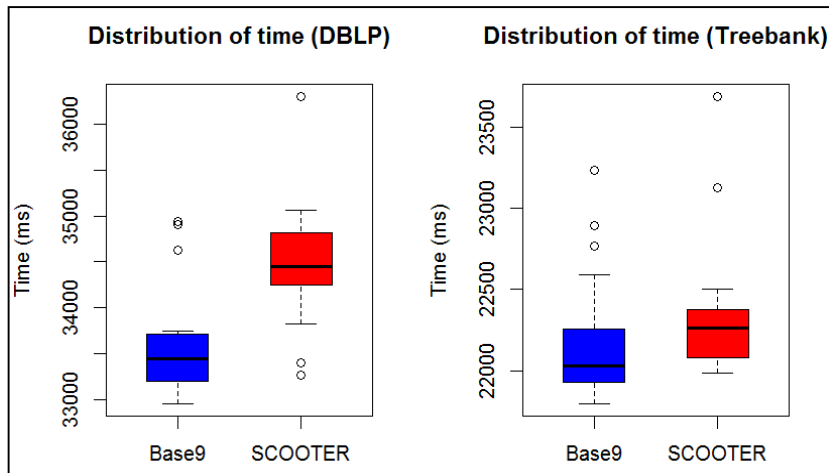 Distribution of time (DBLP)
Time (ms)
36000
35000
34000
33000
Base9 SCOOTER
Distribution of time (Treebank)
Time (ms)
23500
23000
22500
22000
Base9 SCOOTER